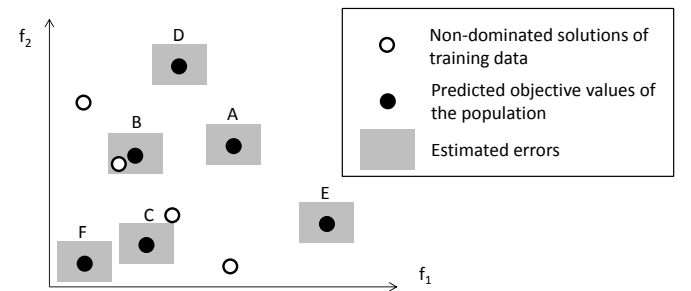 f2
D
B
A
C
E
F
f1
Non-dominated solutions of
training data
Predicted objective values of
the population
Estimated errors